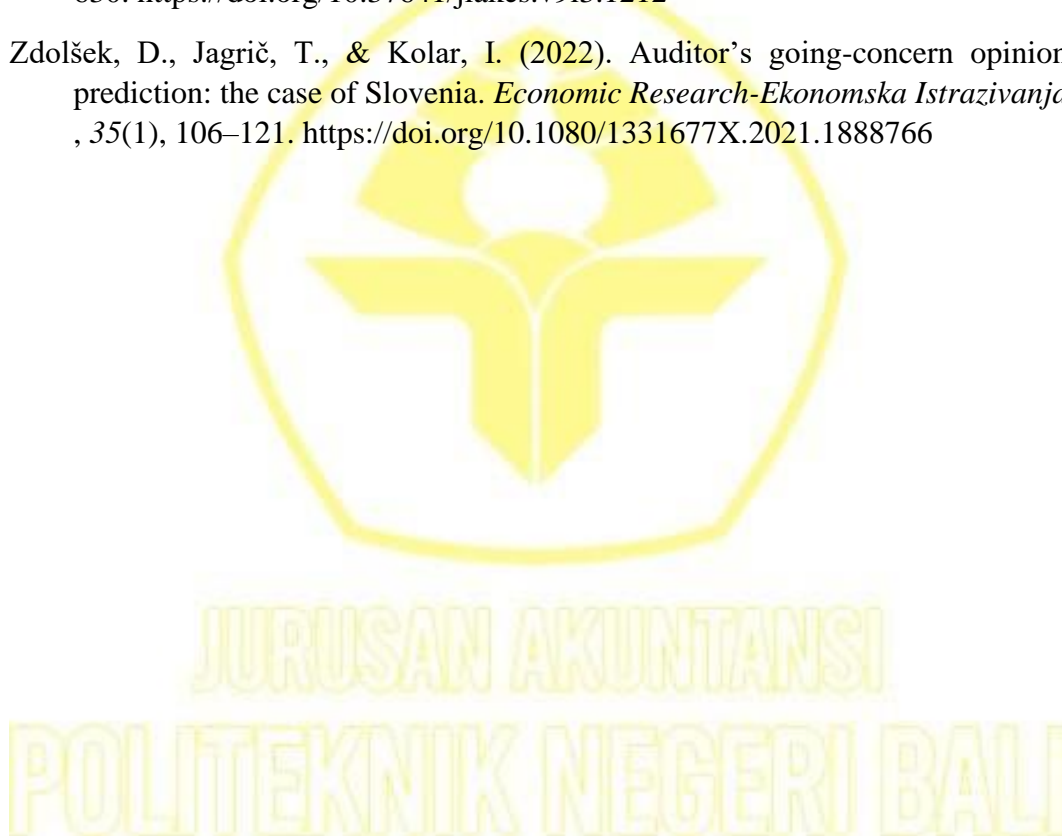 Zdolšek, D., Jagrič, T., & Kolar, I. (2022). Auditor’s going-concern opinion
prediction: the case of Slovenia. Economic Research-Ekonomska Istrazivanja
, 35(1), 106–121. https://doi.org/10.1080/1331677X.2021.1888766
JURUSAN AKUNTANSI
POLITEKNIK NEGERI BALI